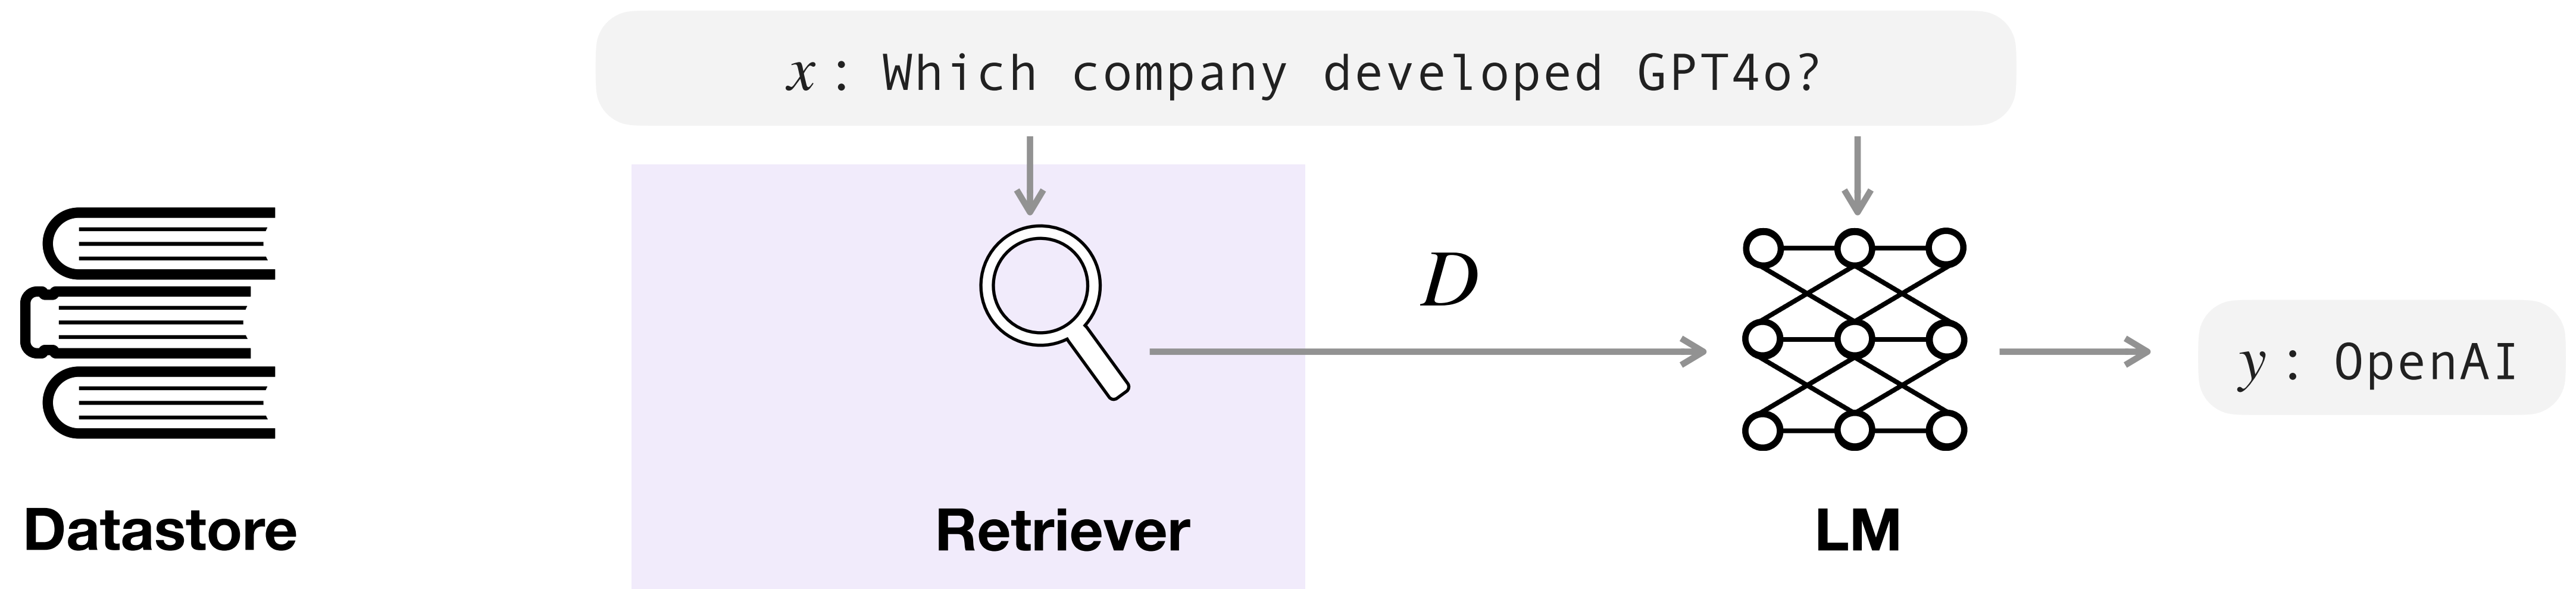 x : Which company developed GPT4o?
D
y : OpenAI
Datastore
Retriever
LM